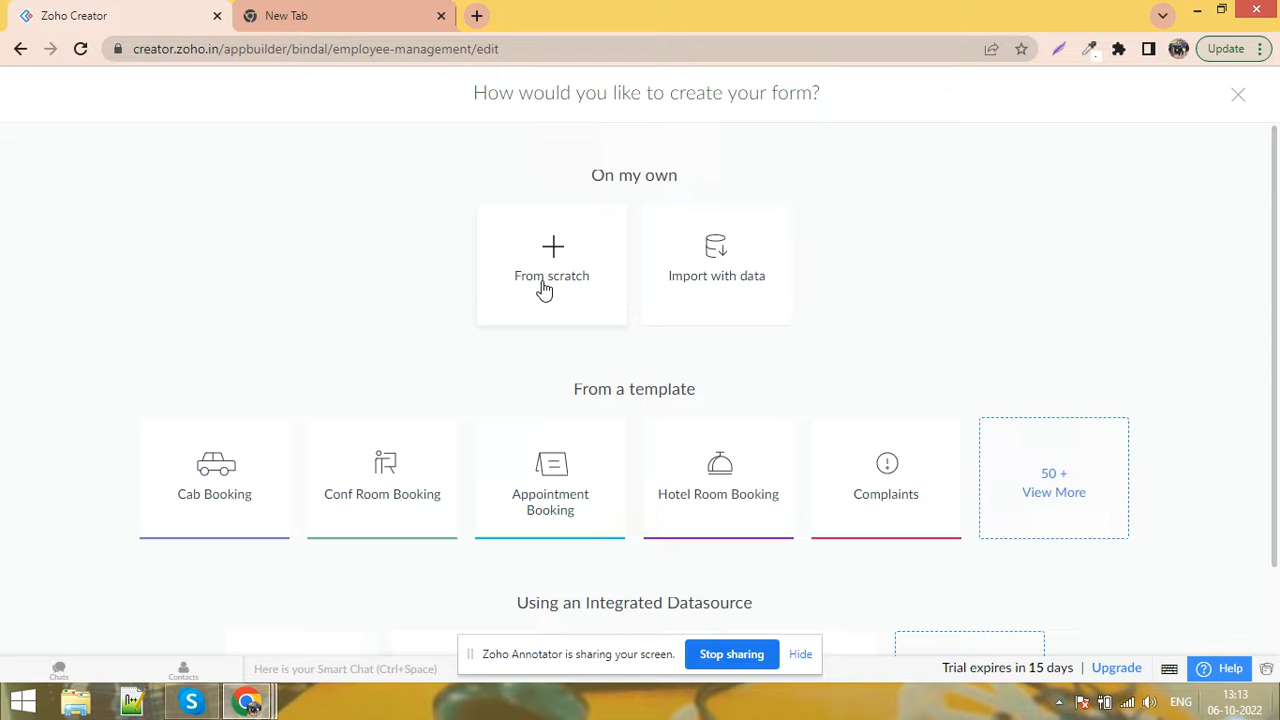 Zoho Creator
New Tab
creator.zoho.in/appbuilder/bindal/employee-management/edit
Update
How would you like to create your form?
On my own
From scratch
Import with data
From a template
Cab Booking
Conf Room Booking
Appointment
Booking
Hotel Room Booking
Complaints
50 +
View More
Using an Integrated Datasource
Zoho Annotator is sharing your screen.
Stop sharing
Hide
Chats
Contacts
Here is your Smart Chat (Ctrl+Space)
Trial expires in 15 days
Upgrade
Help
ENG
13:13
06-10-2022